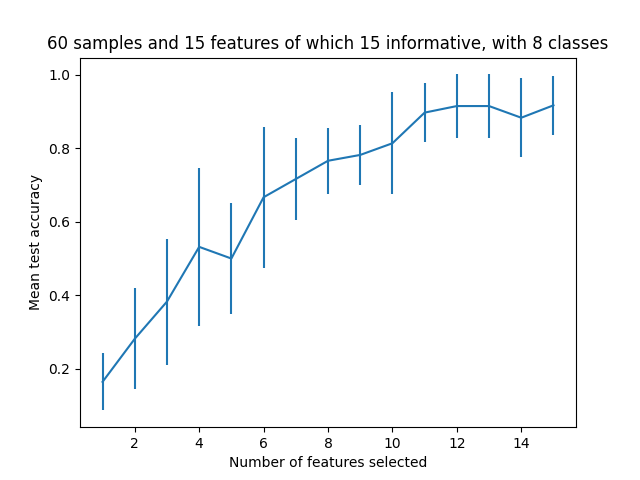 60 samples and 15 features of which 15 informative, with 8 classes
1.0
0.8
0.6
0.4
0.2
Mean test accuracy
2 4 6 8 10 12 14
Number of features selected